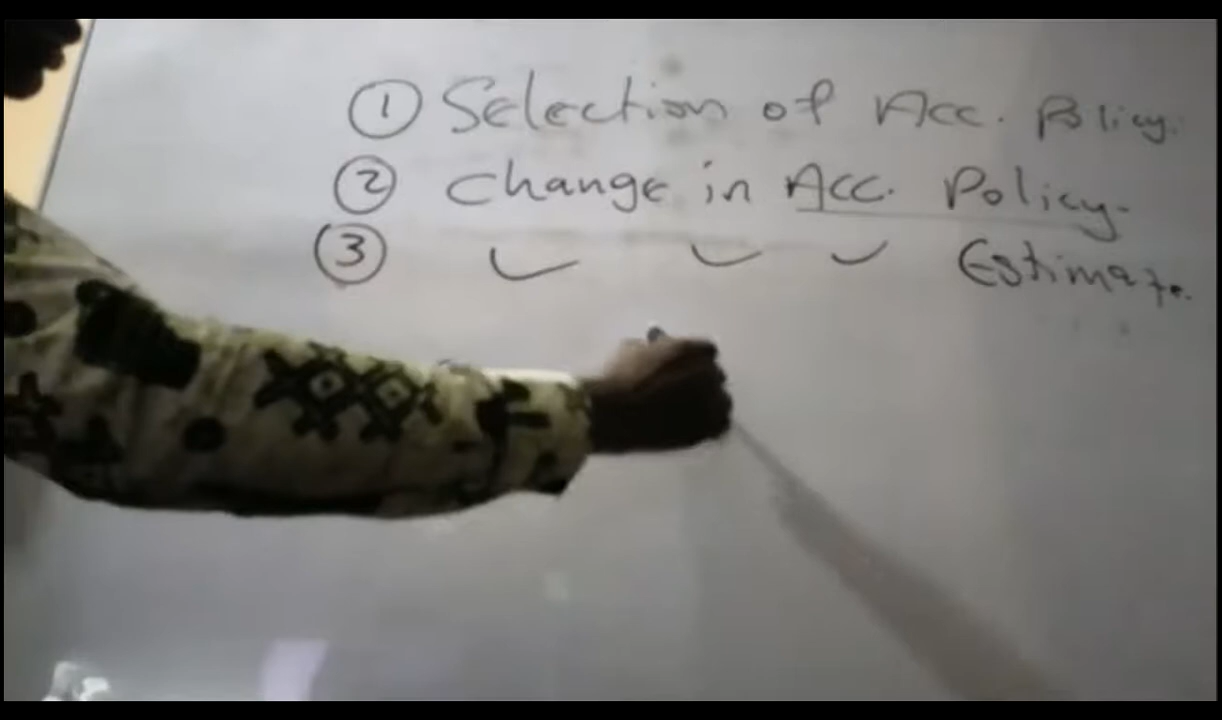 ① Selection of Acc. Policy.
② Change in Acc. Policy.
③ ✓ ✓ ✓ Estimate.